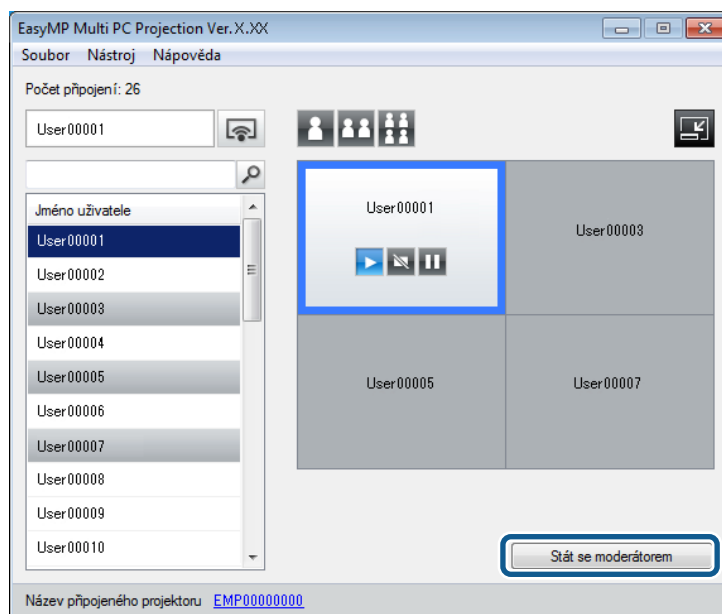 EasyMP Multi PC Projection Ver.X.XX
Soubor Nástroj Nápověda
Počet připojení: 26
User00001
Jméno uživatele
User00001
User00002
User00003
User00004
User00005
User00006
User00007
User00008
User00009
User00010
User00001
User00003
User00005
User00007
Stát se moderátorem
Název připojeného projektoru EMP00000000